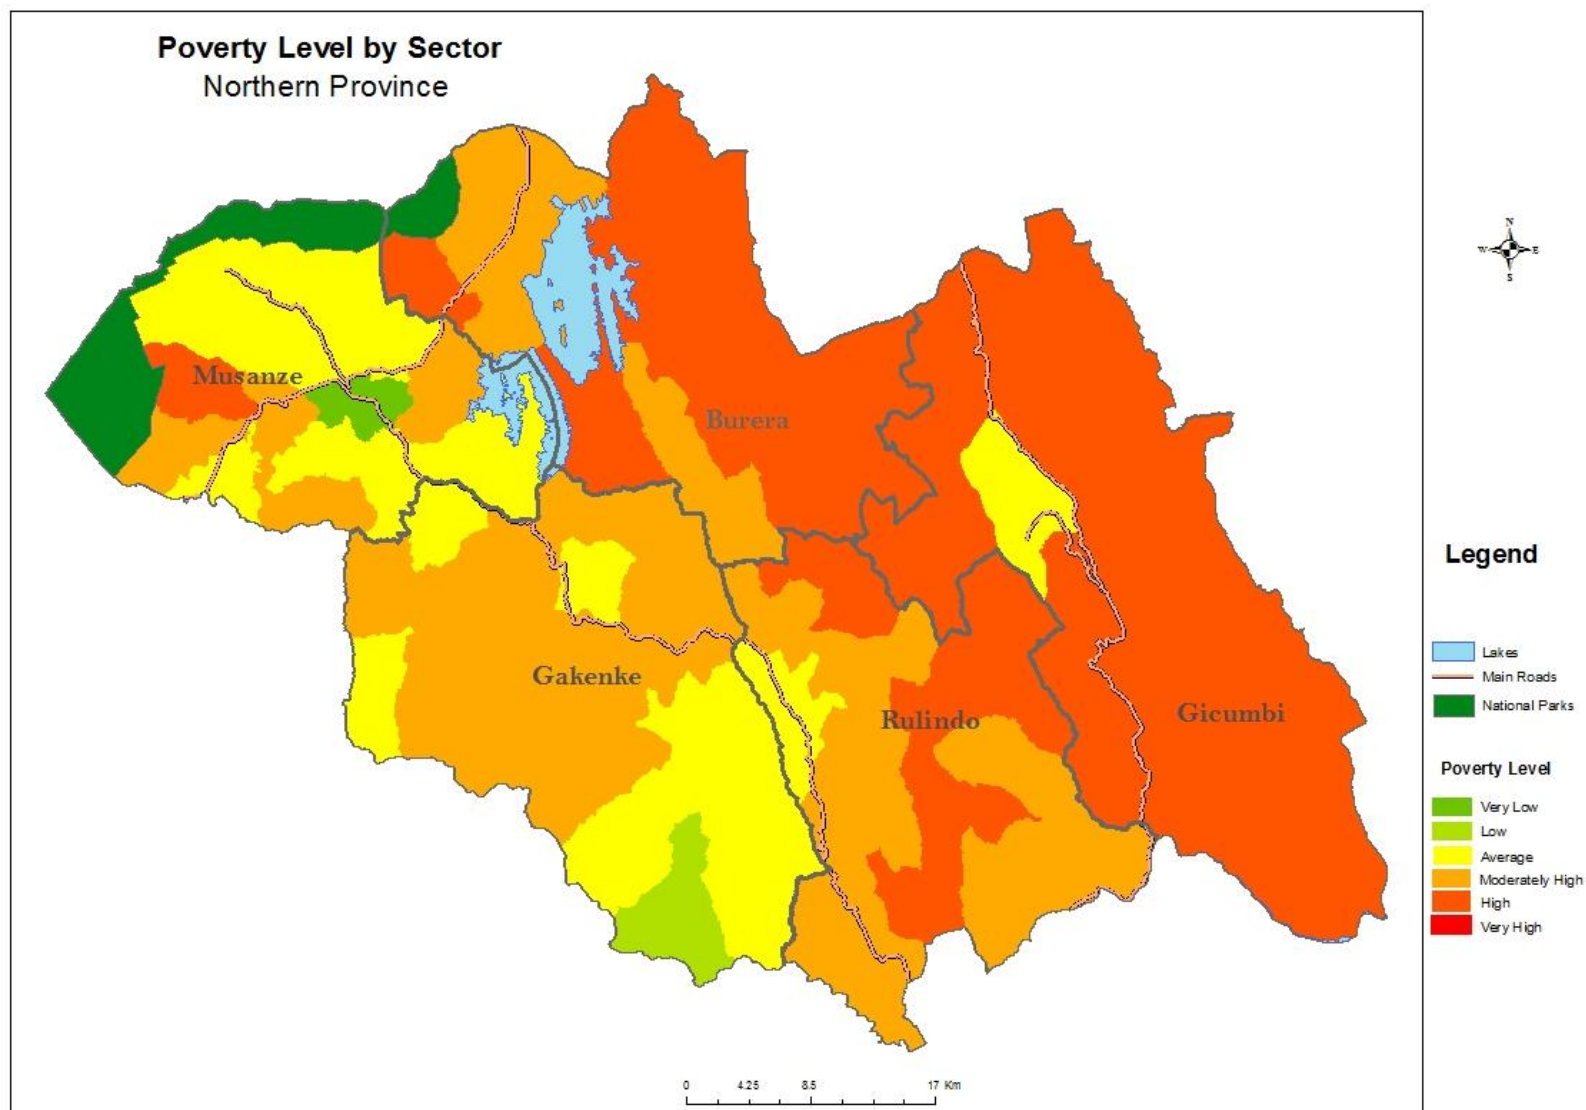 Poverty Level by Sector
Northern Province
N
W E
S
Musanze
Burera
Gakenke
Rulindo
Gicumbi
Legend
Lakes
Main Roads
National Parks
Poverty Level
Very Low
Low
Average
Moderately High
High
Very High
0 4.25 8.5 17 Km